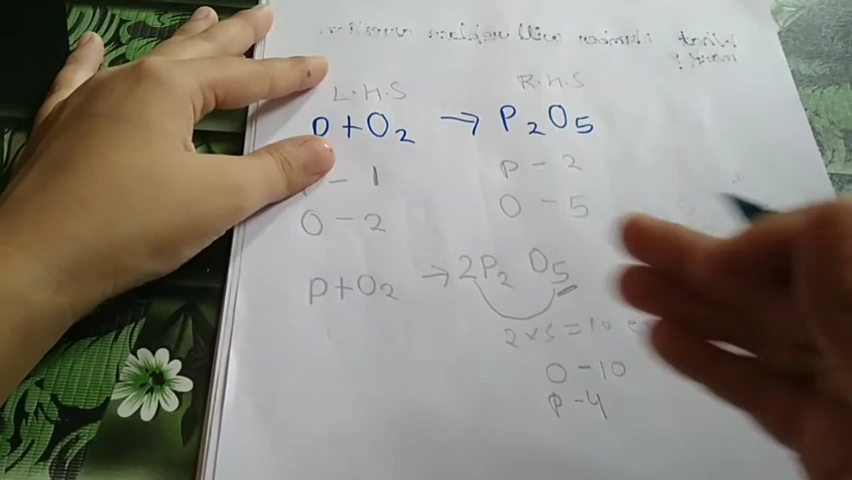 L.H.S R.H.S
P+O₂ → P₂O₅
- 1 P - 2
O - 2 O - 5
P+O₂ → 2P₂ O₅
2×5=10
O - 10
P - 4